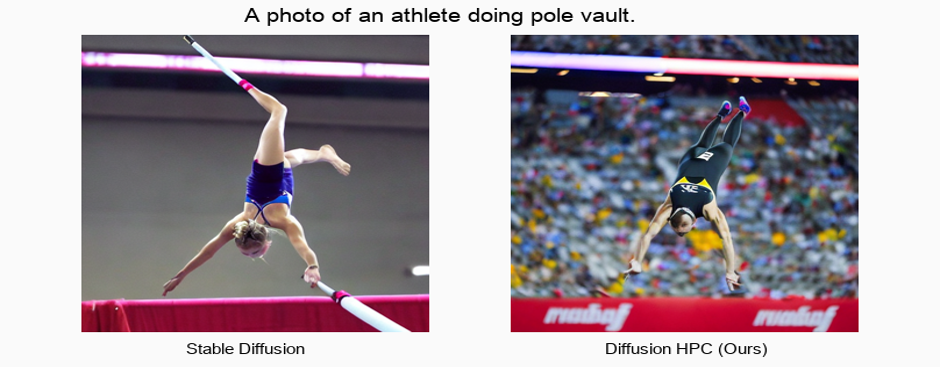 A photo of an athlete doing pole vault.
Stable Diffusion
Diffusion HPC (Ours)